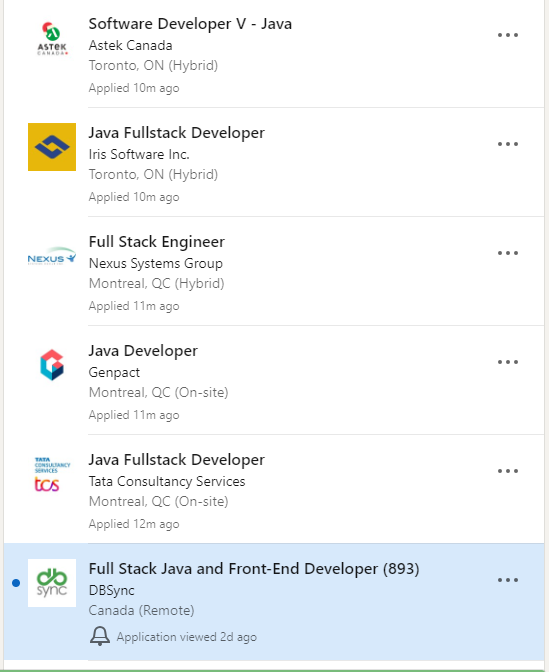 Software Developer V - Java
ASTEK
CANADA
Astek Canada
Toronto, ON (Hybrid)
Applied 10m ago
Java Fullstack Developer
Iris Software Inc.
Toronto, ON (Hybrid)
Applied 10m ago
Full Stack Engineer
NEXUS
Nexus Systems Group
Montreal, QC (Hybrid)
Applied 11m ago
Java Developer
Genpact
Montreal, QC (On-site)
Applied 11m ago
Java Fullstack Developer
TATA
CONSULTANCY
SERVICES
tcs
Tata Consultancy Services
Montreal, QC (On-site)
Applied 12m ago
Full Stack Java and Front-End Developer (893)
db
sync
DBSync
Canada (Remote)
Application viewed 2d ago